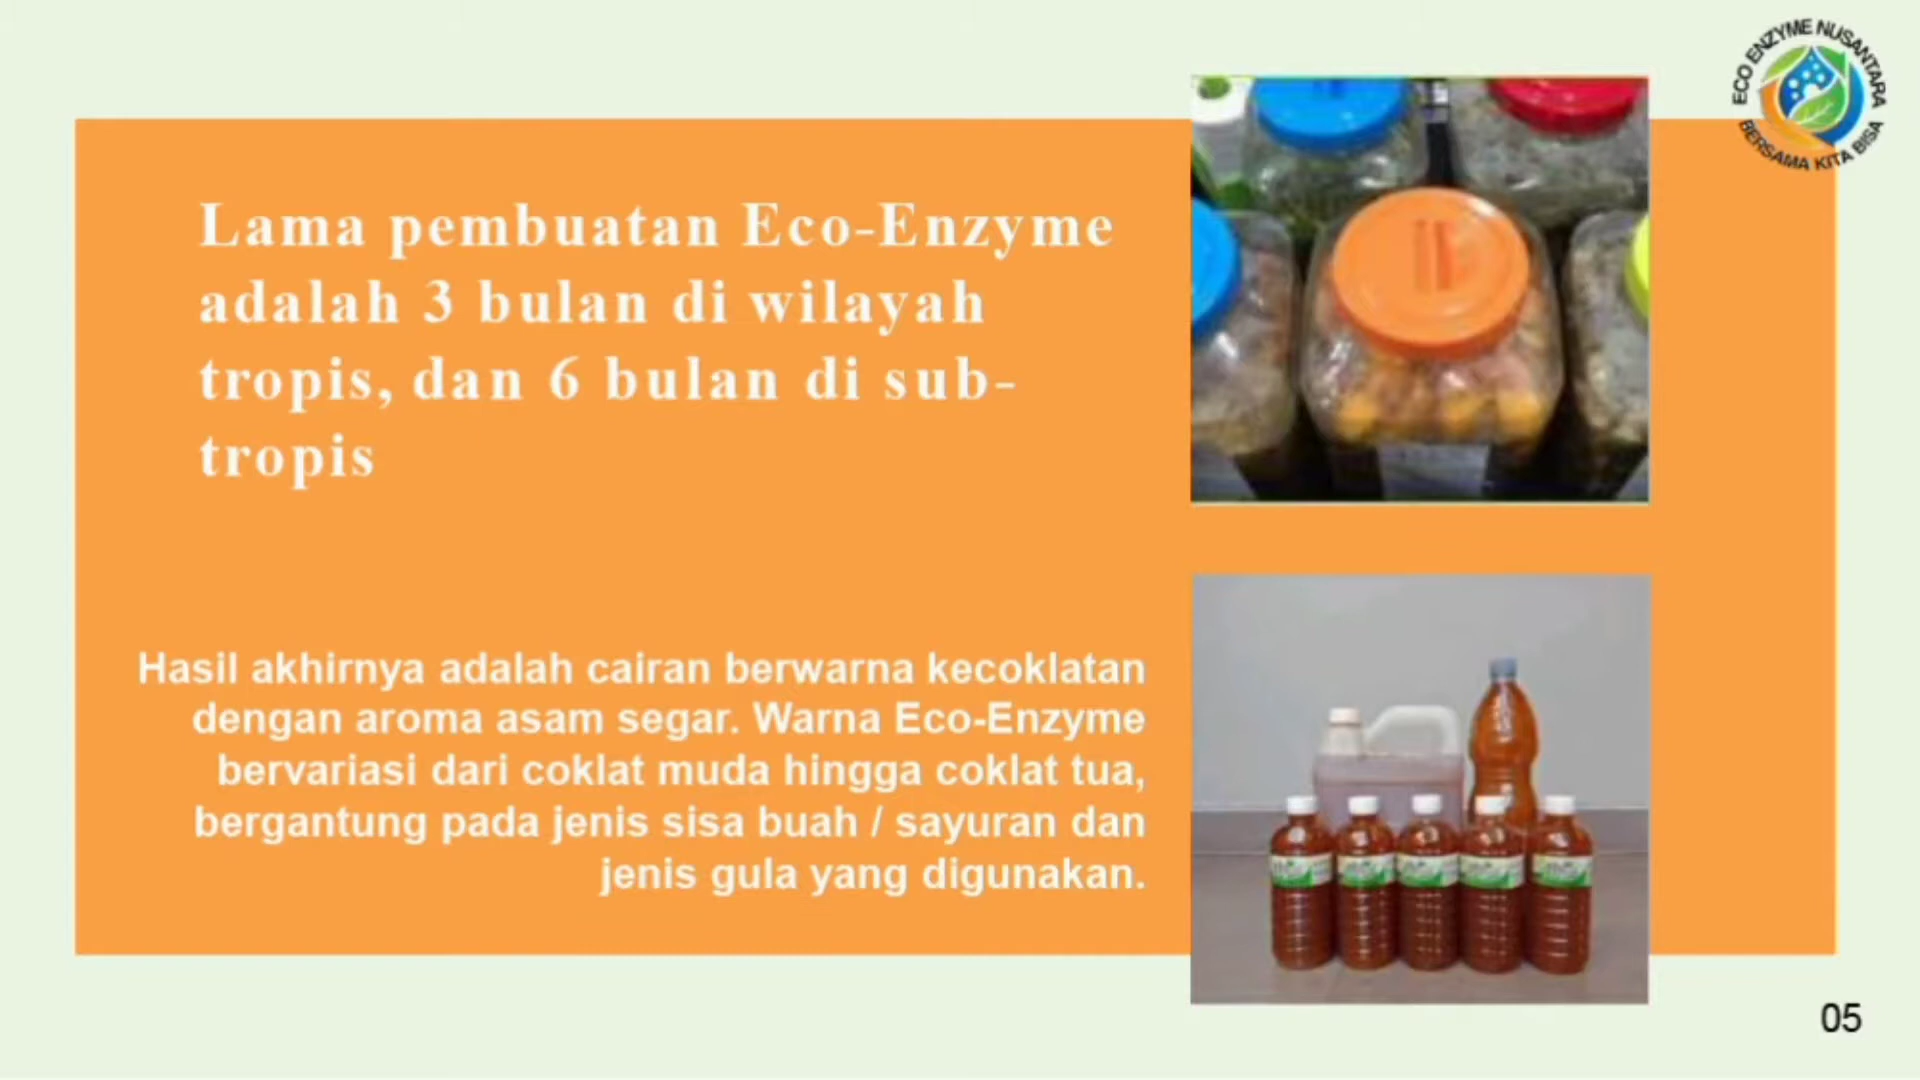 ECO ENZYME NUSANTARA
BERSAMA KITA BISA
Lama pembuatan Eco-Enzyme
adalah 3 bulan di wilayah
tropis, dan 6 bulan di sub-
tropis
Hasil akhirnya adalah cairan berwarna kecoklatan
dengan aroma asam segar. Warna Eco-Enzyme
bervariasi dari coklat muda hingga coklat tua,
bergantung pada jenis sisa buah / sayuran dan
jenis gula yang digunakan.
05